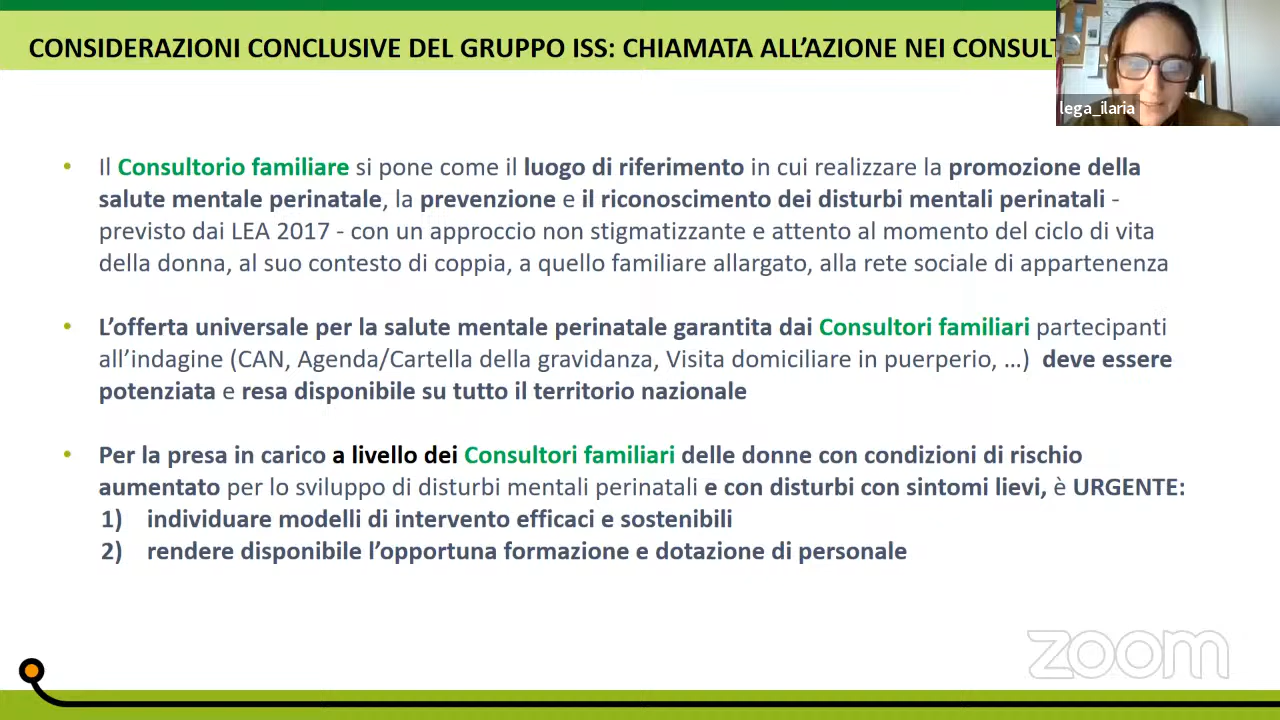 CONSIDERAZIONI CONCLUSIVE DEL GRUPPO ISS: CHIAMATA ALL’AZIONE NEI
lega_ilaria
• Il Consultorio familiare si pone come il luogo di riferimento in cui realizzare la promozione della
salute mentale perinatale, la prevenzione e il riconoscimento dei disturbi mentali perinatali -
previsto dai LEA 2017 - con un approccio non stigmatizzante e attento al momento del ciclo di vita
della donna, al suo contesto di coppia, a quello familiare allargato, alla rete sociale di appartenenza
• L’offerta universale per la salute mentale perinatale garantita dai Consultori familiari partecipanti
all’indagine (CAN, Agenda/Cartella della gravidanza, Visita domiciliare in puerperio, …) deve essere
potenziata e resa disponibile su tutto il territorio nazionale
• Per la presa in carico a livello dei Consultori familiari delle donne con condizioni di rischio
aumentato per lo sviluppo di disturbi mentali perinatali e con disturbi con sintomi lievi, è URGENTE:
1) individuare modelli di intervento efficaci e sostenibili
2) rendere disponibile l’opportuna formazione e dotazione di personale
zoom